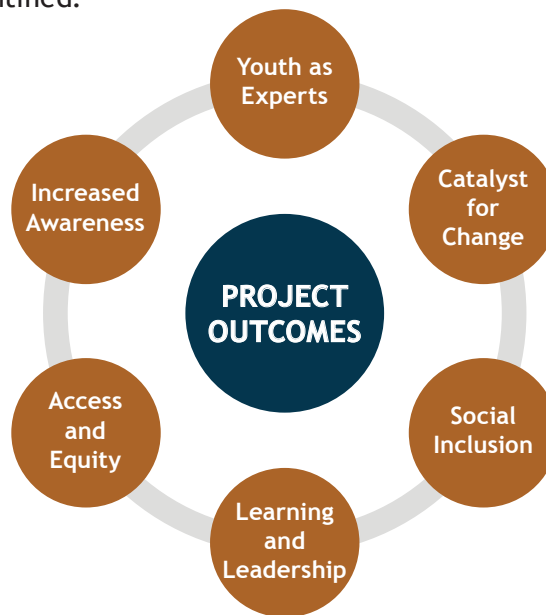 Youth as
Experts
Catalyst
for
Change
Social
Inclusion
Learning
and
Leadership
Access
and
Equity
Increased
Awareness
PROJECT
OUTCOMES